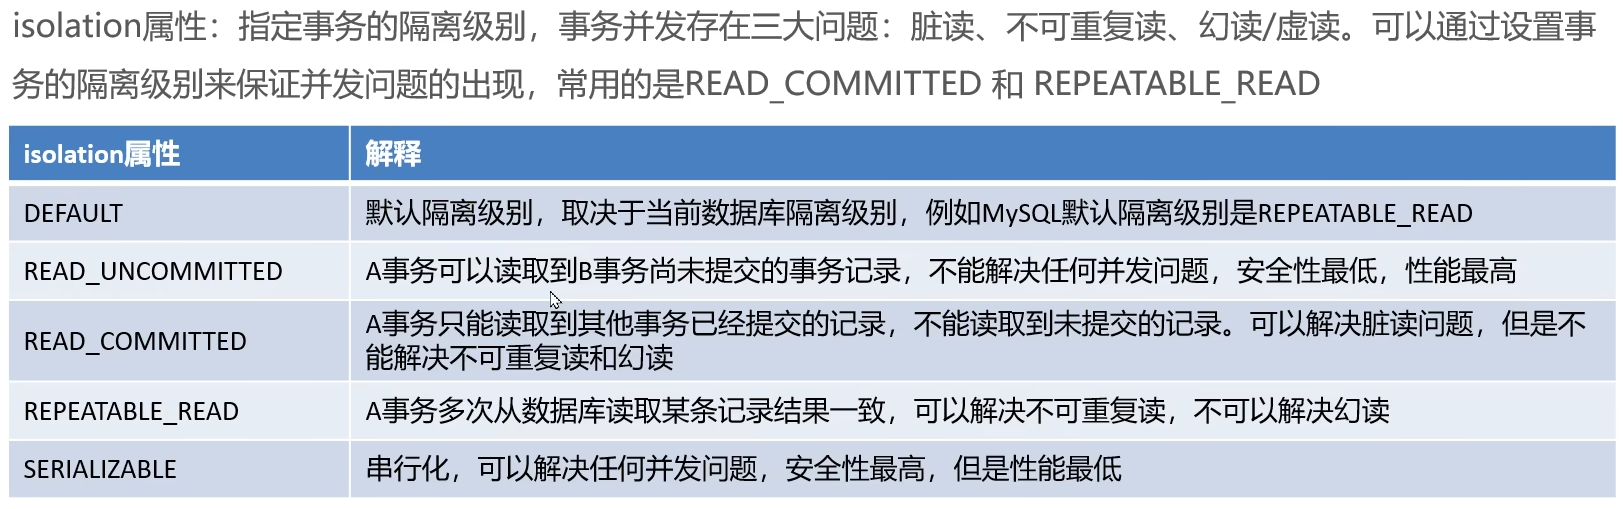 isolation属性：指定事务的隔离级别，事务并发存在三大问题：脏读、不可重复读、幻读/虚读。可以通过设置事
务的隔离级别来保证并发问题的出现，常用的是READ_COMMITTED 和 REPEATABLE_READ
isolation属性 解释
DEFAULT 默认隔离级别，取决于当前数据库隔离级别，例如MySQL默认隔离级别是REPEATABLE_READ
READ_UNCOMMITTED A事务可以读取到B事务尚未提交的事务记录，不能解决任何并发问题，安全性最低，性能最高
READ_COMMITTED A事务只能读取到其他事务已经提交的记录，不能读取到未提交的记录。可以解决脏读问题，但是不
能解决不可重复读和幻读
REPEATABLE_READ A事务多次从数据库读取某条记录结果一致，可以解决不可重复读，不可以解决幻读
SERIALIZABLE 串行化，可以解决任何并发问题，安全性最高，但是性能最低